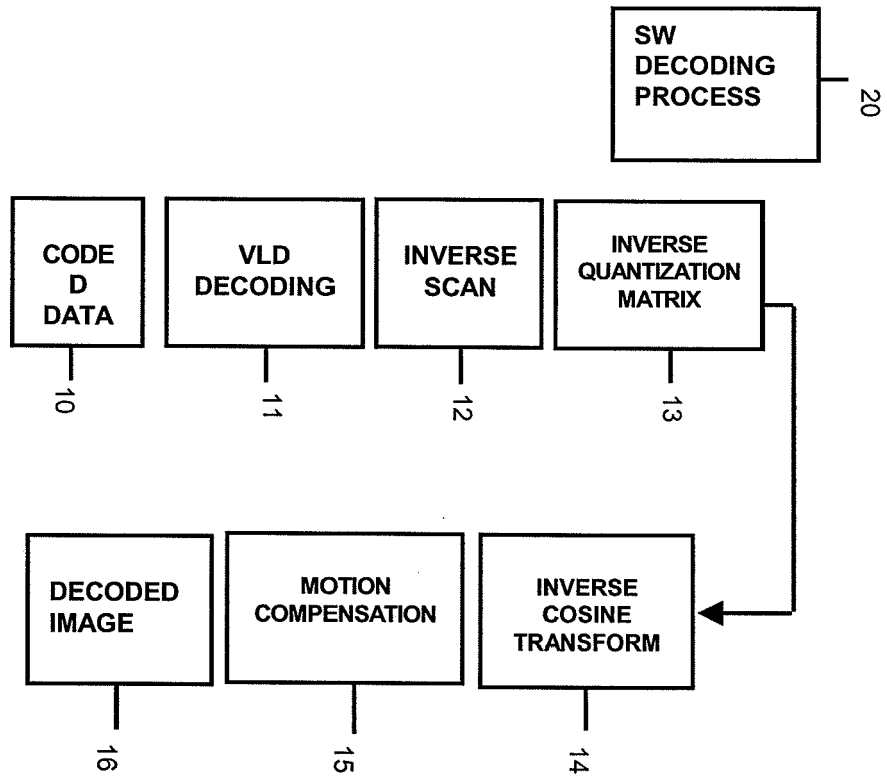 SW
DECODING
PROCESS
20
CODE
D
DATA
VLD
DECODING
INVERSE
SCAN
INVERSE
QUANTIZATION
MATRIX
10
11
12
13
DECODED
IMAGE
MOTION
COMPENSATION
INVERSE
COSINE
TRANSFORM
16
15
14